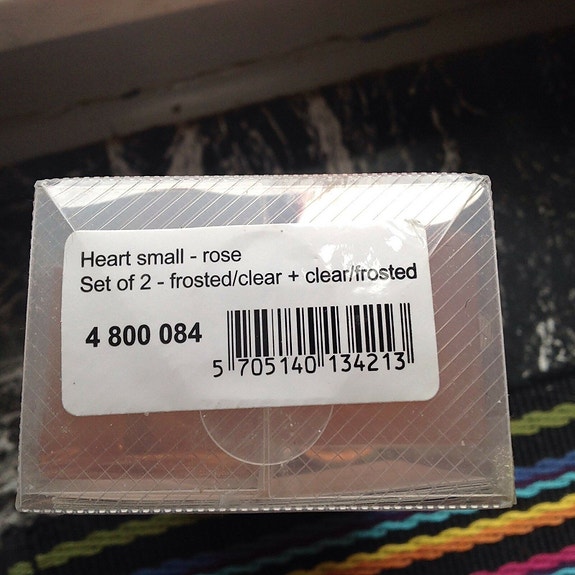 Heart small - rose
Set of 2 - frosted/clear + clear/frosted
4 800 084
5 705140 134213